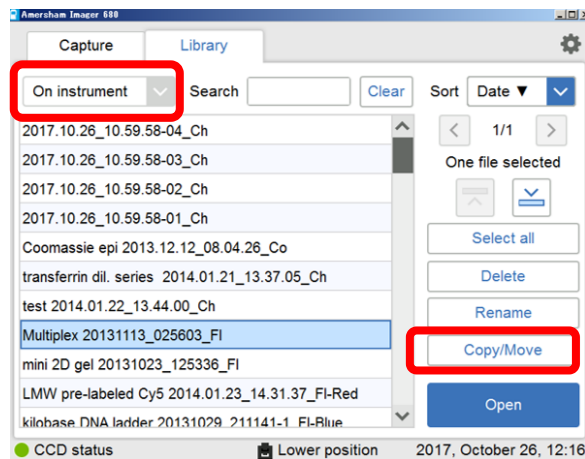 Amersham Imager 680
Capture Library
On instrument Search Clear Sort Date ▼
2017.10.26_10.59.58-04_Ch
1/1
2017.10.26_10.59.58-03_Ch
One file selected
2017.10.26_10.59.58-02_Ch
2017.10.26_10.59.58-01_Ch
Coomassie epi 2013.12.12_08.04.26_Co
Select all
transferrin dil. series 2014.01.21_13.37.05_Ch
Delete
test 2014.01.22_13.44.00_Ch
Rename
Multiplex 20131113_025603_Fl
Copy/Move
mini 2D gel 20131023_125336_Fl
LMW pre-labeled Cy5 2014.01.23_14.31.37_Fl-Red
Open
kilobase DNA ladder 20131029_211141-1_Fl-Blue
CCD status Lower position 2017, October 26, 12:16